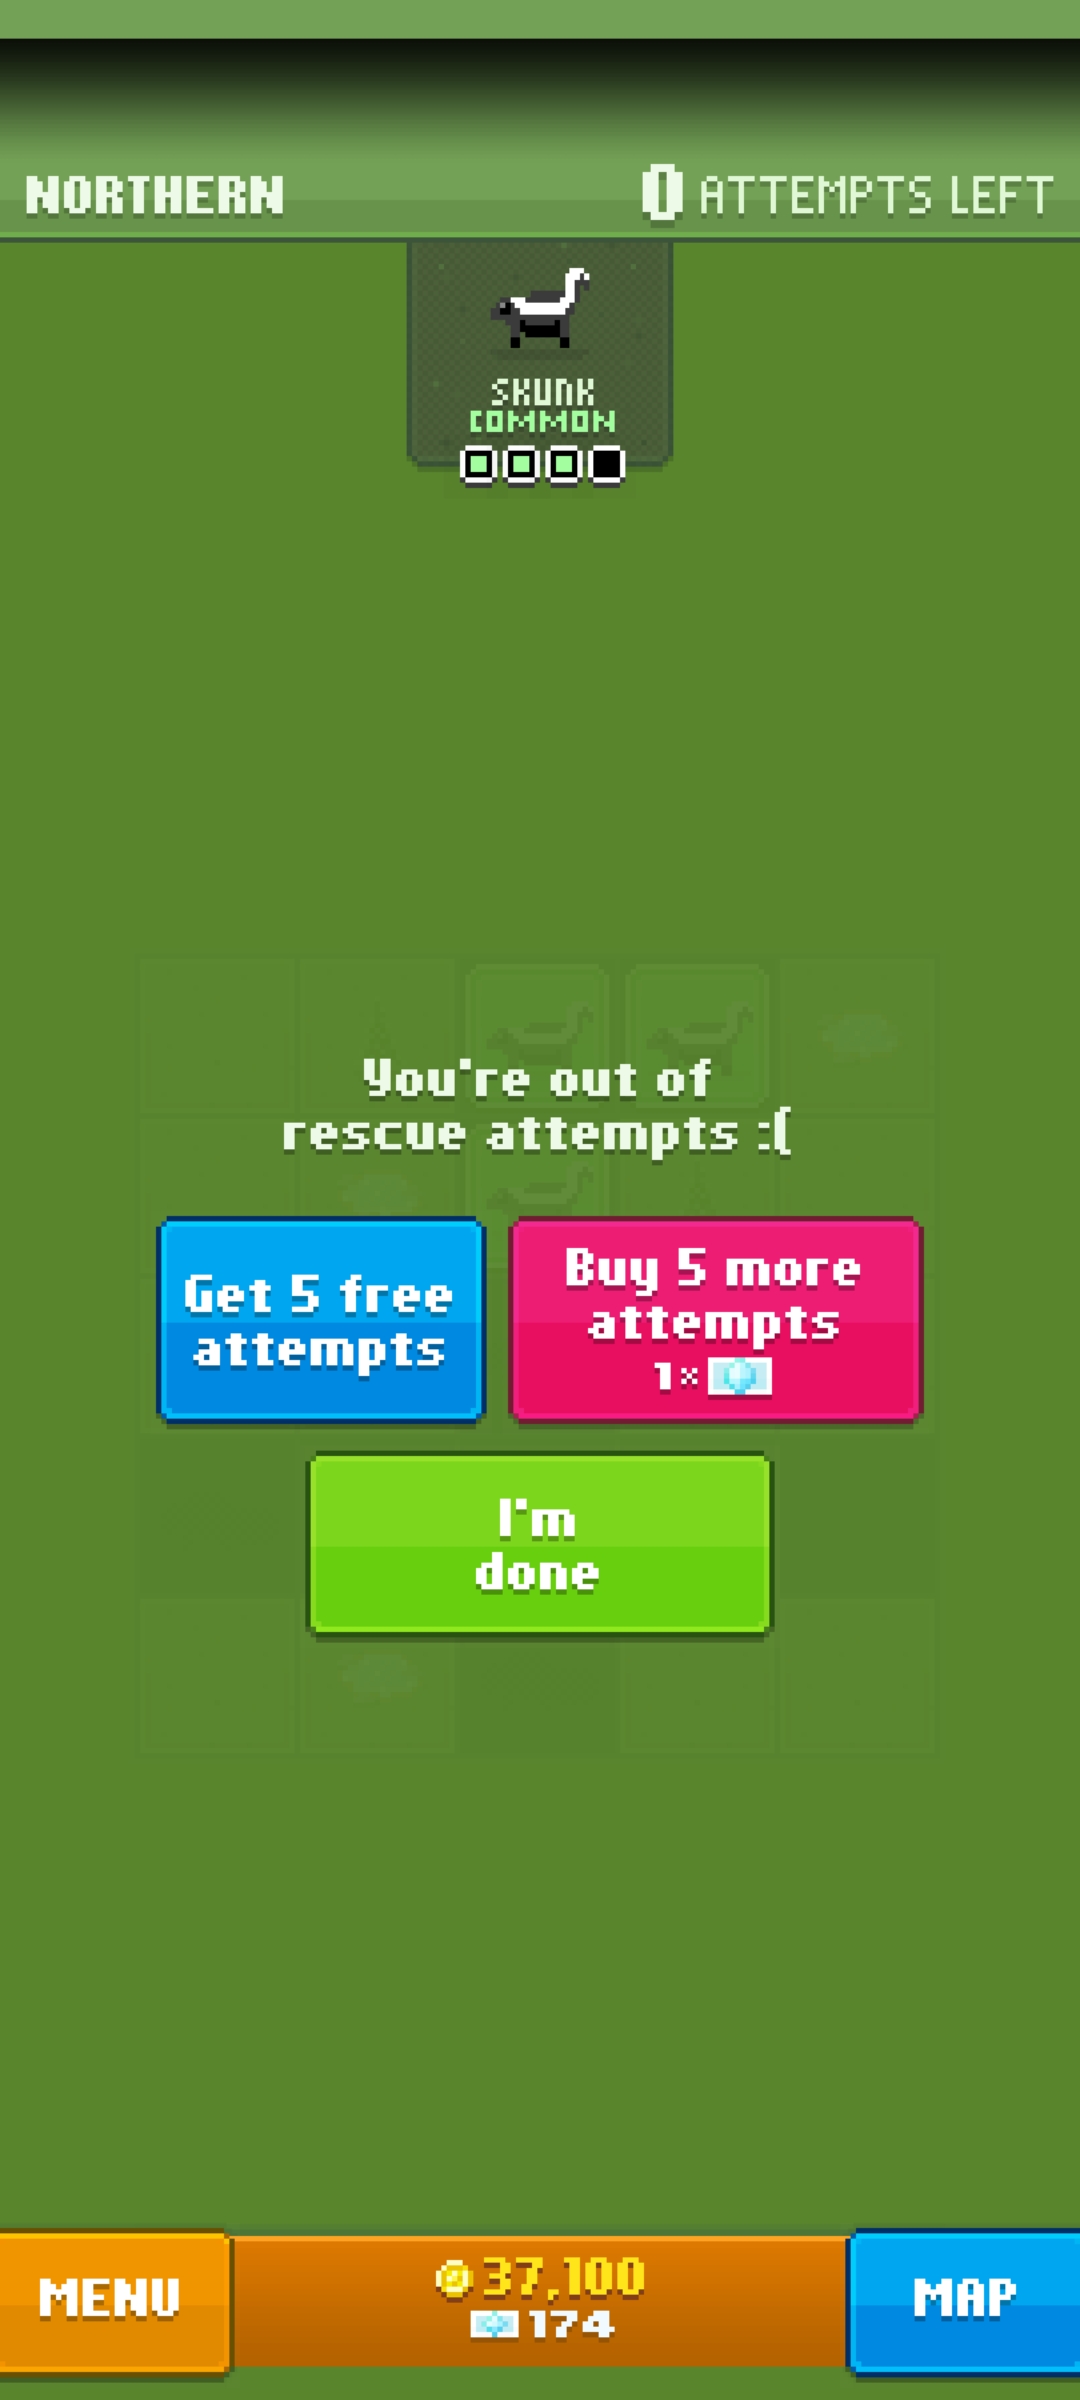 NORTHERN
0 ATTEMPTS LEFT
SKUNK
COMMON
You're out of
rescue attempts :(
Get 5 free
attempts
Buy 5 more
attempts
1×
I'm
done
MENU
37,100
174
MAP